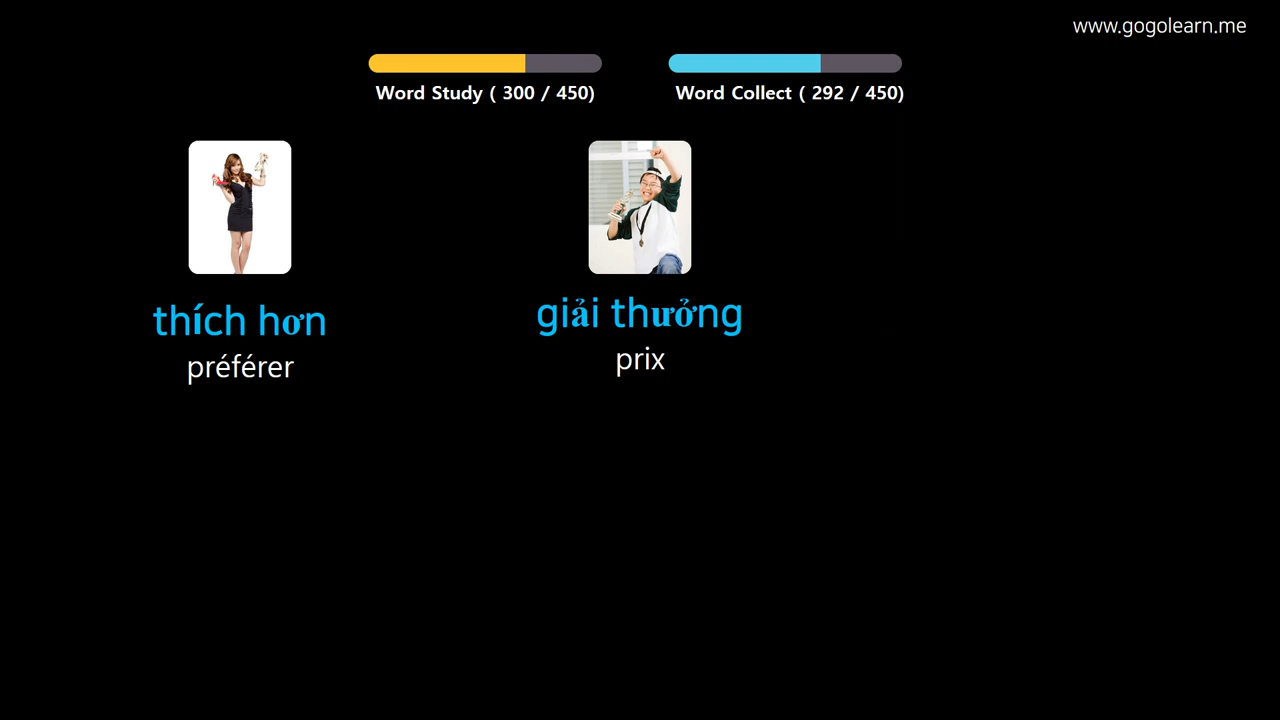 www.gogolearn.me
Word Study ( 300 / 450)
Word Collect ( 292 / 450)
thích hơn
préférer
giải thưởng
prix